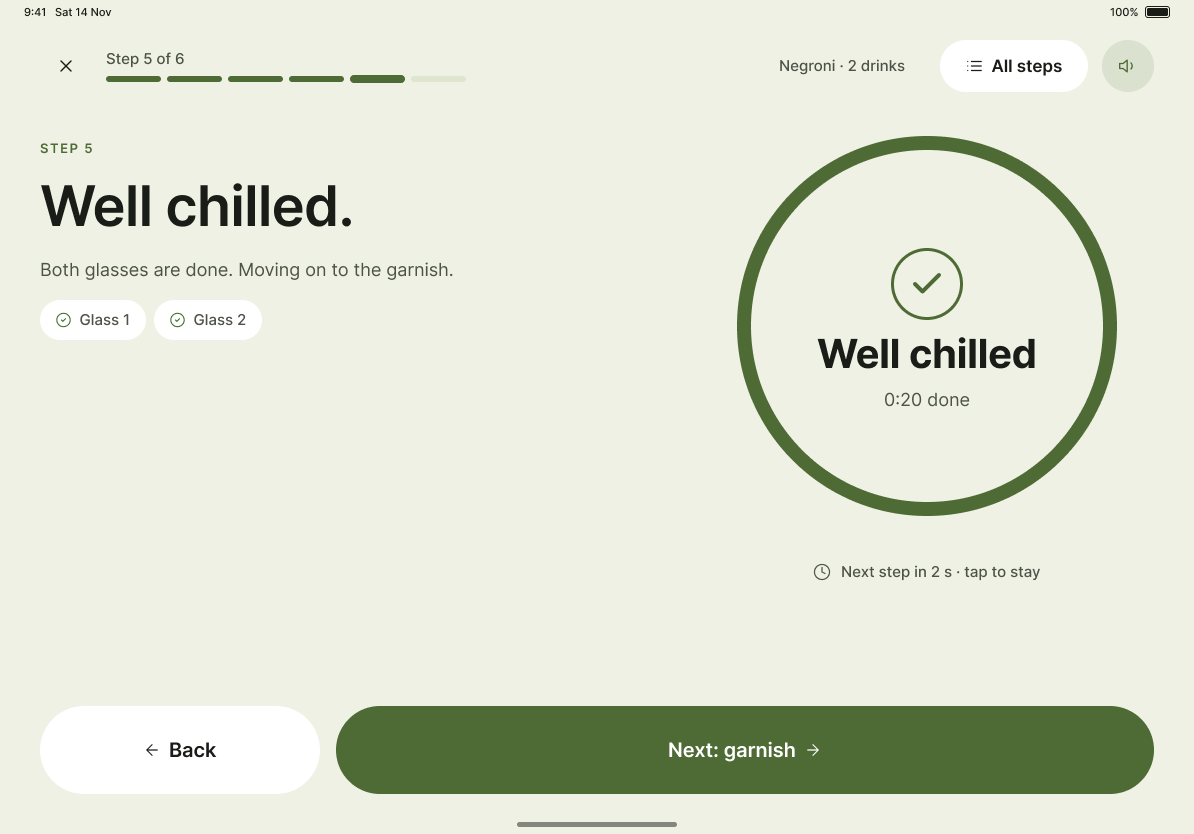 9:41 Sat 14 Nov
100%
Step 5 of 6
Negroni · 2 drinks
All steps
STEP 5
Well chilled.
Both glasses are done. Moving on to the garnish.
Glass 1
Glass 2
Well chilled
0:20 done
Next step in 2 s · tap to stay
Back
Next: garnish